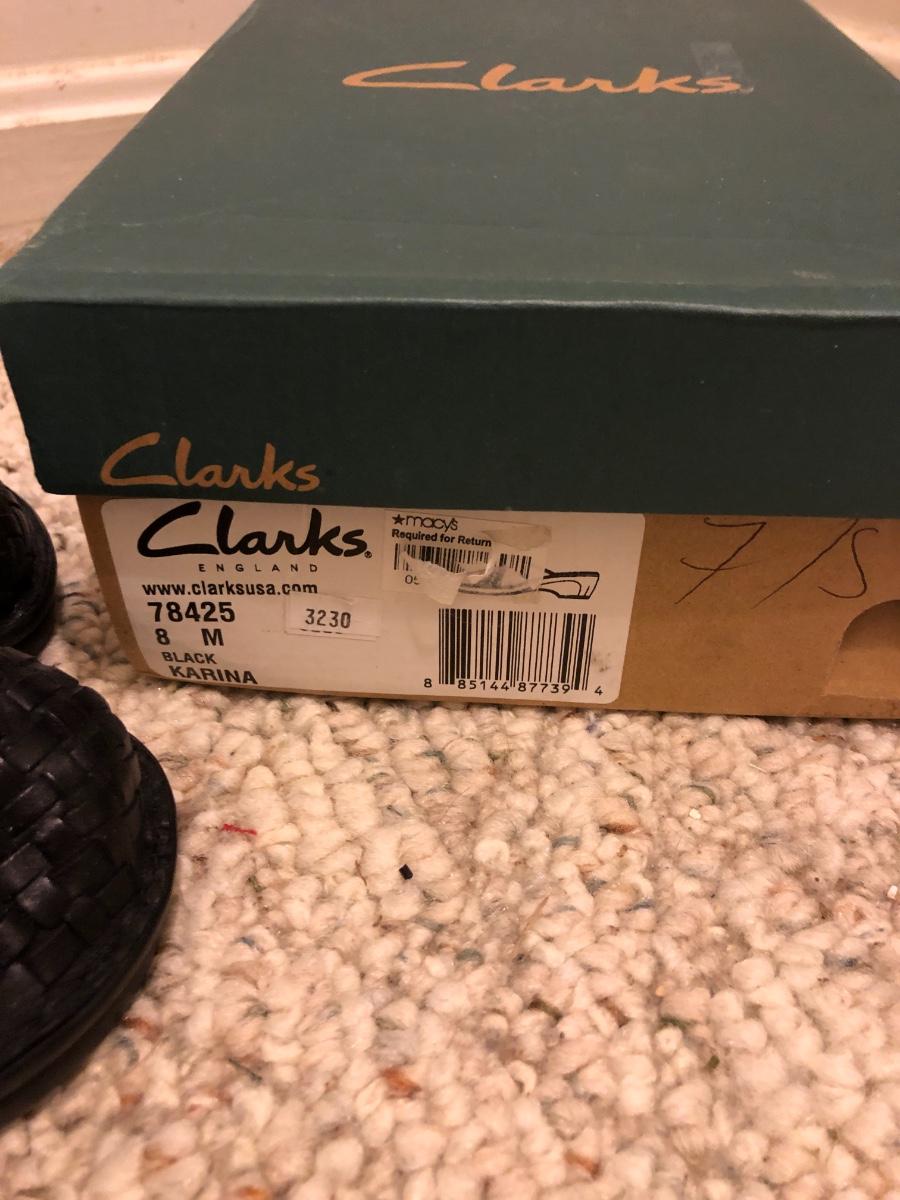 Clarks
Clarks
Clarks®
ENGLAND
www.clarksusa.com
78425
8 M
BLACK
KARINA
3230
★macy's
Required for Return
8 85144 87739 4
7/S